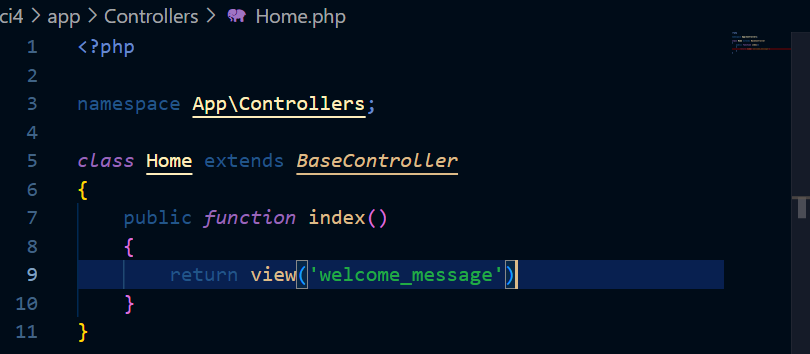 ci4 > app > Controllers > Home.php
1 <?php
2
3 namespace App\Controllers;
4
5 class Home extends BaseController
6 {
7     public function index()
8     {
9         return view('welcome_message')
10     }
11 }